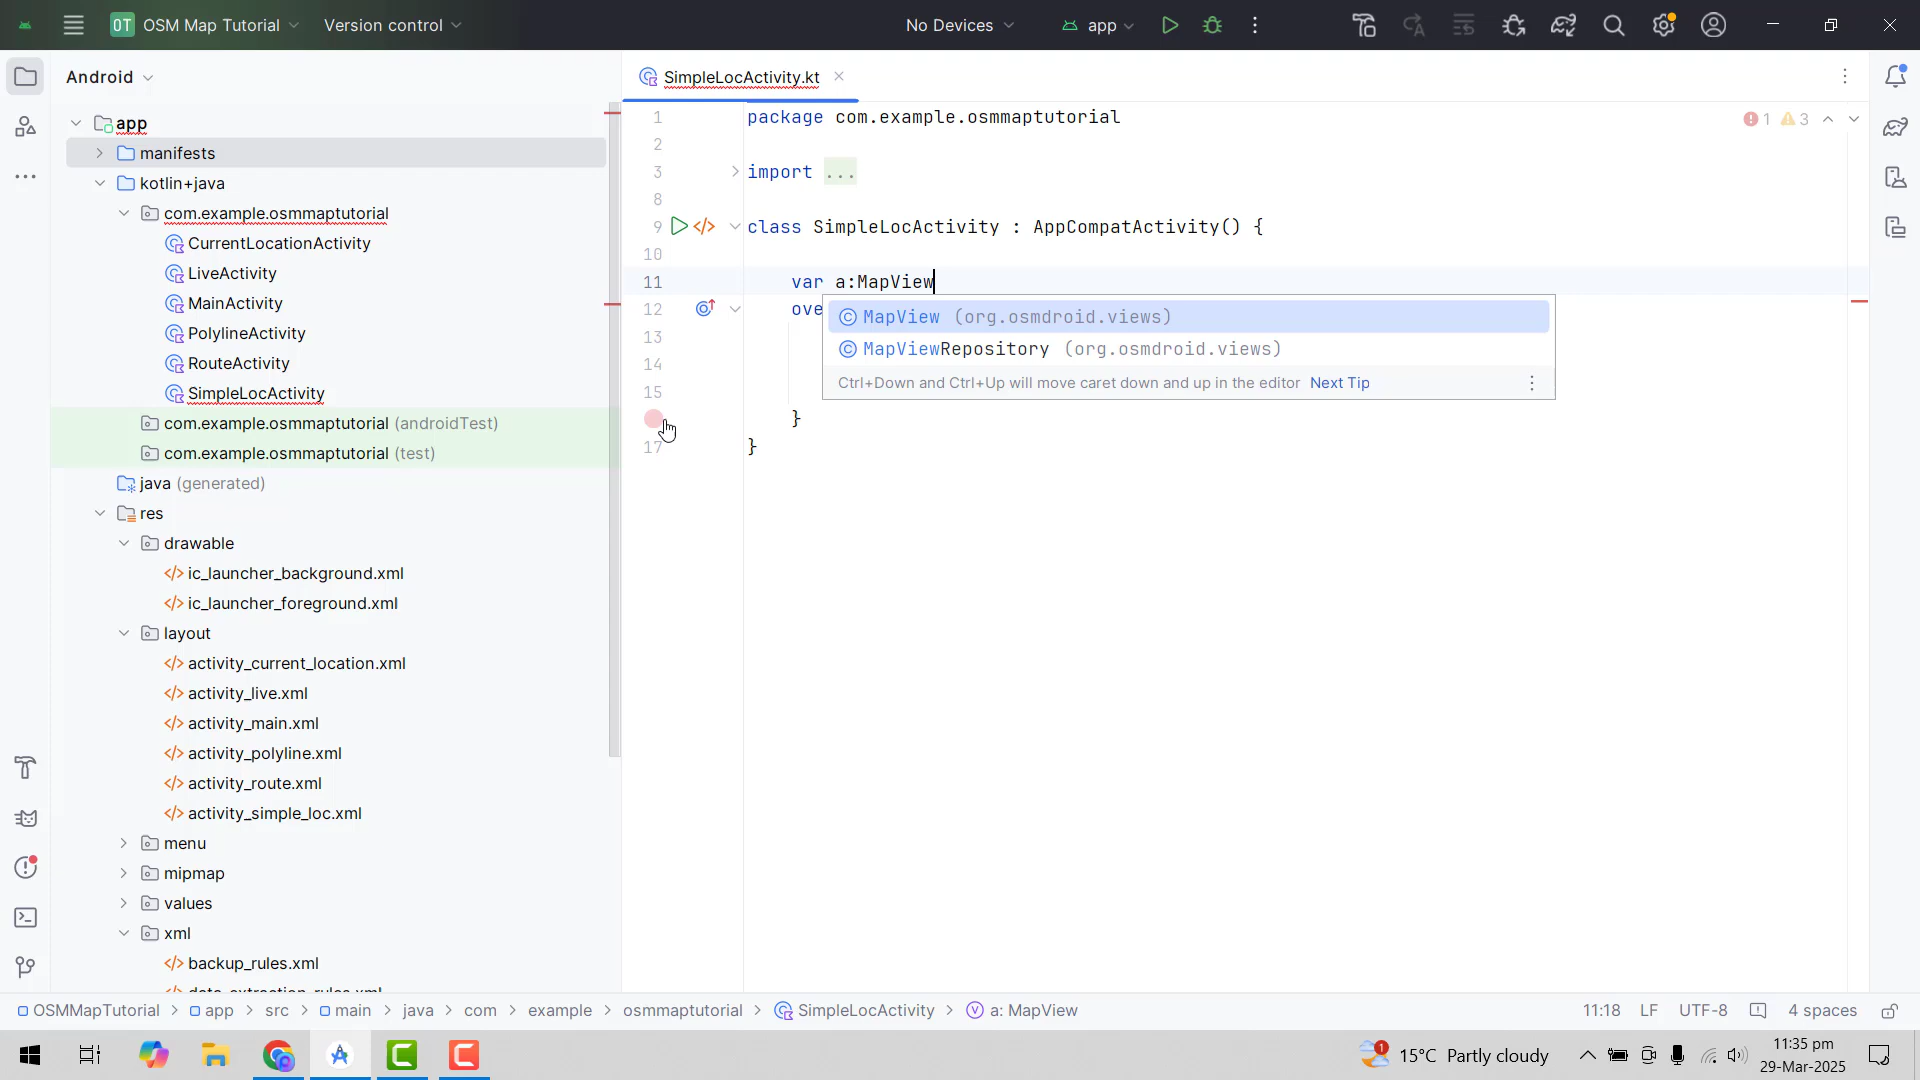 OT OSM Map Tutorial Version control No Devices app
Android
SimpleLocActivity.kt
app
manifests
kotlin+java
com.example.osmmaptutorial
CurrentLocationActivity
LiveActivity
MainActivity
PolylineActivity
RouteActivity
SimpleLocActivity
com.example.osmmaptutorial (androidTest)
com.example.osmmaptutorial (test)
java (generated)
res
drawable
ic_launcher_background.xml
ic_launcher_foreground.xml
layout
activity_current_location.xml
activity_live.xml
activity_main.xml
activity_polyline.xml
activity_route.xml
activity_simple_loc.xml
menu
mipmap
values
xml
backup_rules.xml
1 package com.example.osmmaptutorial
1 3
2
3 import ...
8
9 class SimpleLocActivity : AppCompatActivity() {
10
11 var a:MapView
12 ove
MapView (org.osmdroid.views)
13
MapViewRepository (org.osmdroid.views)
14
Ctrl+Down and Ctrl+Up will move caret down and up in the editor Next Tip
15
}
17 }
OSMMapTutorial > app > src > main > java > com > example > osmmaptutorial > SimpleLocActivity > a: MapView
11:18 LF UTF-8 4 spaces
1 15°C Partly cloudy
11:35 pm
29-Mar-2025